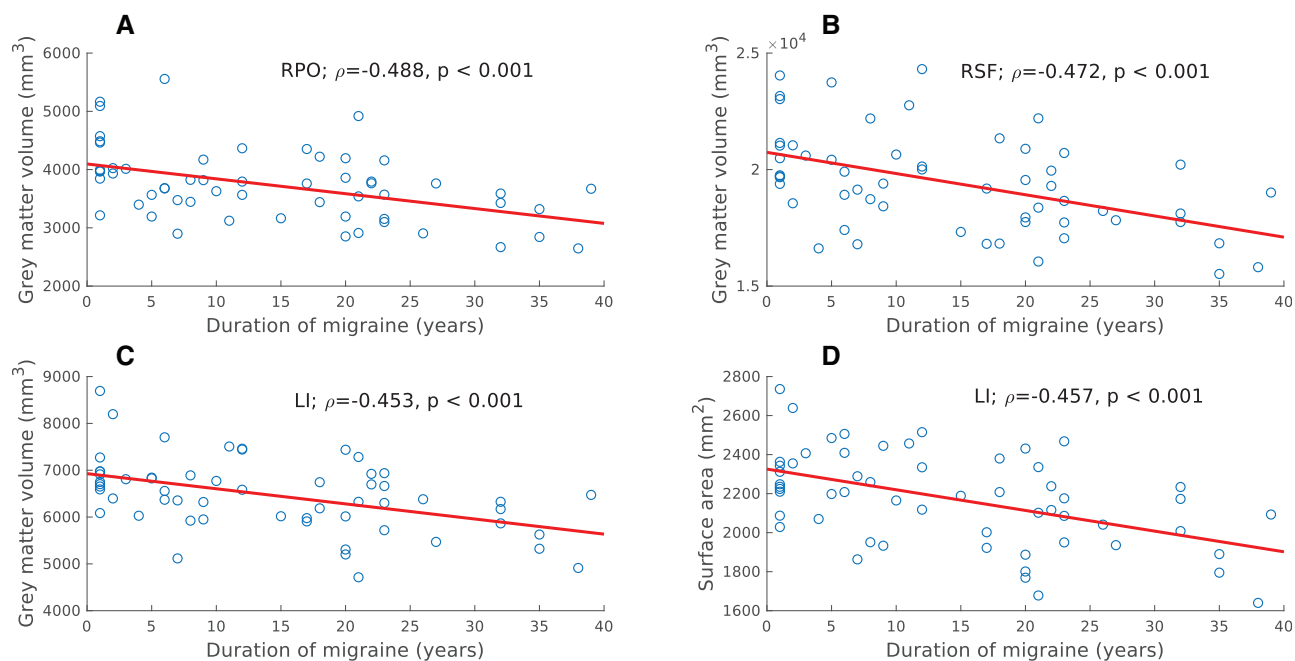 A
Grey matter volume (mm³)
6000
5000
4000
3000
2000
RPO; ρ=-0.488, p < 0.001
0 5 10 15 20 25 30 35 40
Duration of migraine (years)
B
Grey matter volume (mm³)
×10⁴
2.5
2
1.5
RSF; ρ=-0.472, p < 0.001
0 5 10 15 20 25 30 35 40
Duration of migraine (years)
C
Grey matter volume (mm³)
9000
8000
7000
6000
5000
4000
LI; ρ=-0.453, p < 0.001
0 5 10 15 20 25 30 35 40
Duration of migraine (years)
D
Surface area (mm²)
2800
2600
2400
2200
2000
1800
1600
LI; ρ=-0.457, p < 0.001
0 5 10 15 20 25 30 35 40
Duration of migraine (years)